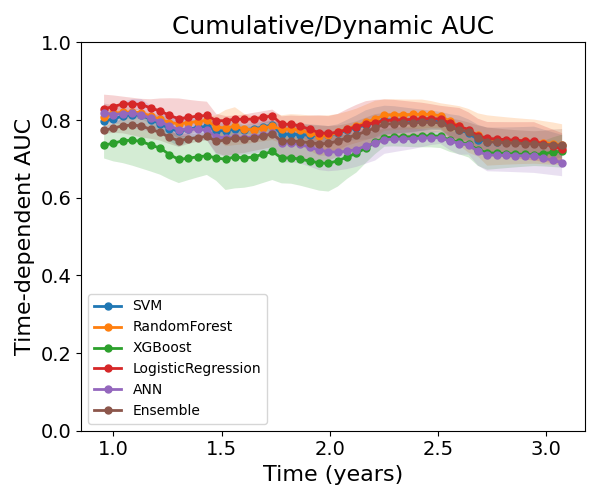 Cumulative/Dynamic AUC
Time-dependent AUC
1.0
0.8
0.6
0.4
0.2
0.0
SVM
RandomForest
XGBoost
LogisticRegression
ANN
Ensemble
1.0 1.5 2.0 2.5 3.0
Time (years)